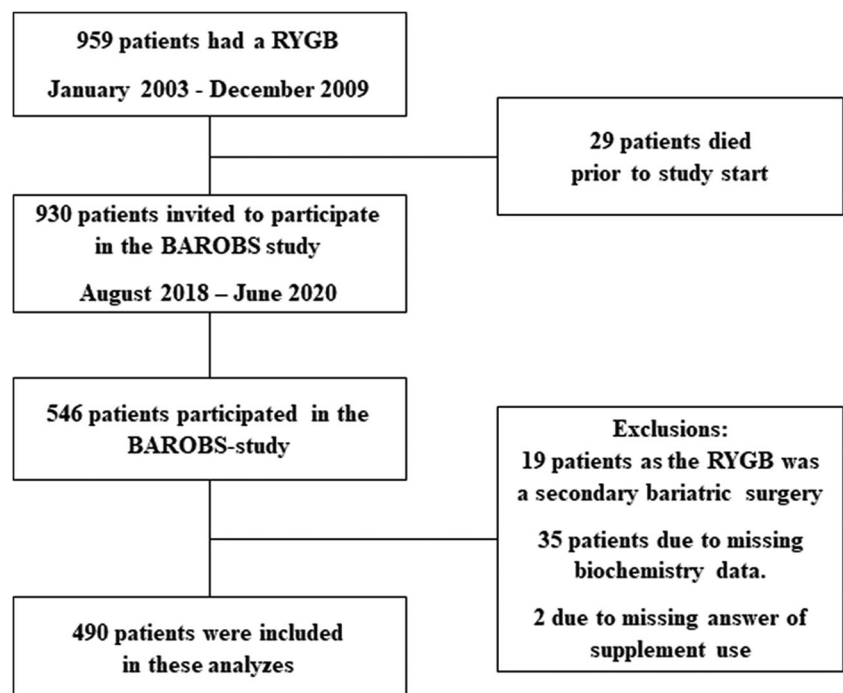 959 patients had a RYGB
January 2003 - December 2009
29 patients died
prior to study start
930 patients invited to participate
in the BAROBS study
August 2018 – June 2020
546 patients participated in the
BAROBS-study
Exclusions:
19 patients as the RYGB was
a secondary bariatric surgery
35 patients due to missing
biochemistry data.
2 due to missing answer of
supplement use
490 patients were included
in these analyzes